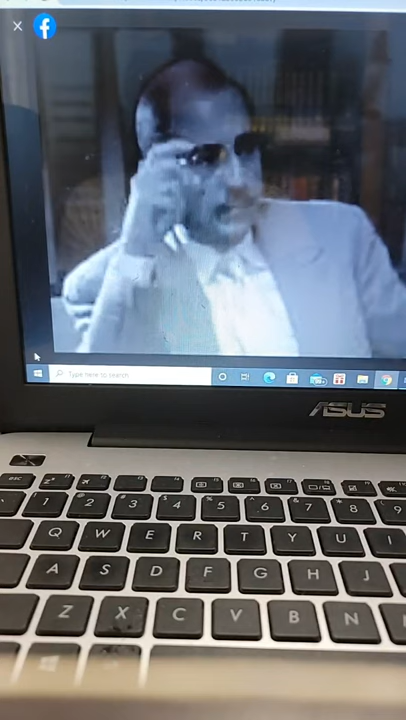 Type here to search
ASUS
esc
1 @2 #3 $4 %5 6 7 *8 9
Q W E R T Y U I
A S D F G H J
Z X C V B N